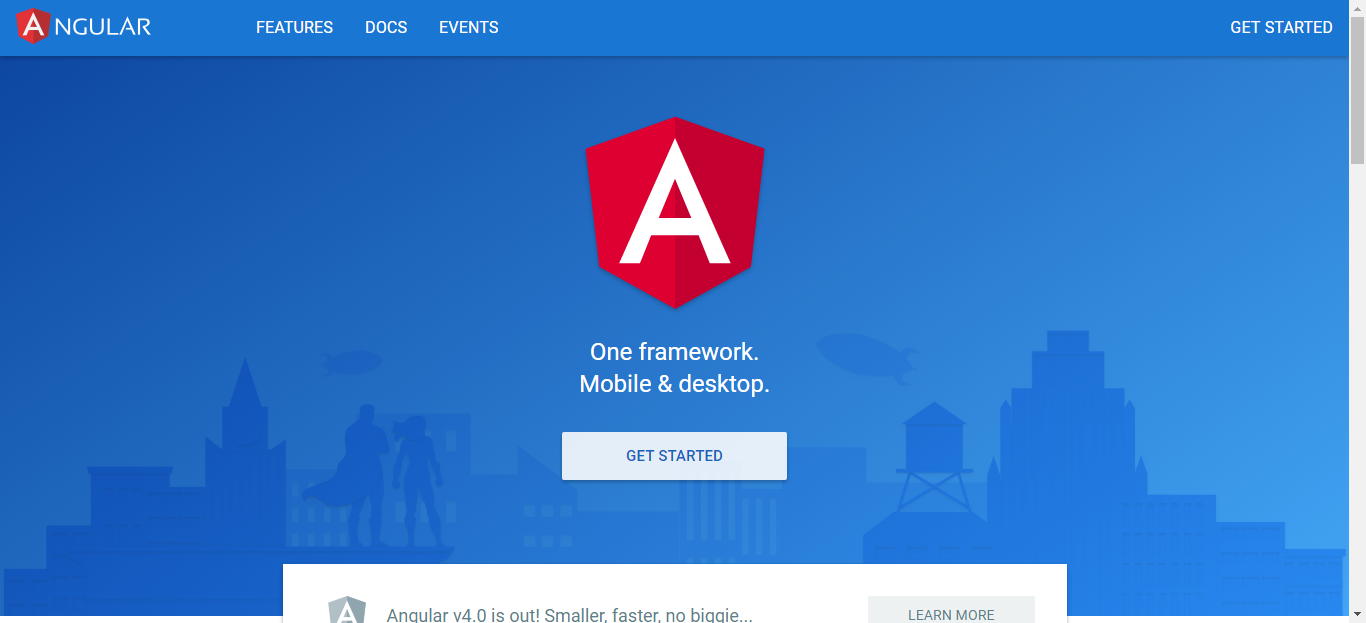 ANGULAR FEATURES DOCS EVENTS GET STARTED
One framework.
Mobile & desktop.
GET STARTED
Angular v4.0 is out! Smaller, faster, no biggie... LEARN MORE